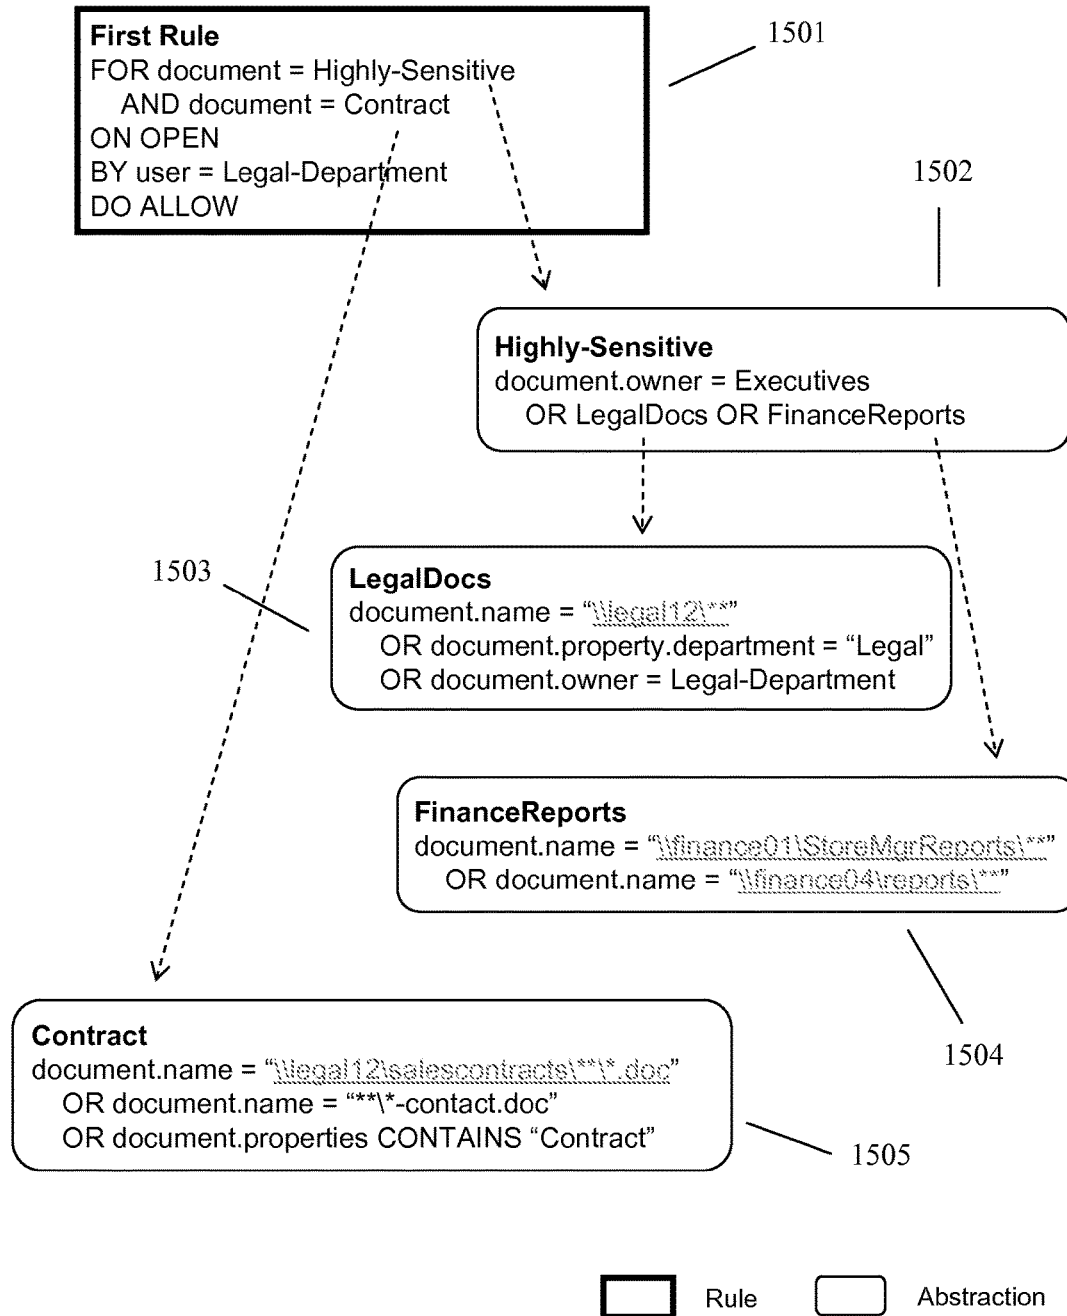 First Rule
FOR document = Highly-Sensitive
AND document = Contract
ON OPEN
BY user = Legal-Department
DO ALLOW
1501
1502
Highly-Sensitive
document.owner = Executives
OR LegalDocs OR FinanceReports
1503
LegalDocs
document.name = “\\legal12\**”
OR document.property.department = “Legal”
OR document.owner = Legal-Department
FinanceReports
document.name = “\\finance01\StoreMgrReports\**”
OR document.name = “\\finance04\reports\**”
1504
Contract
document.name = “\\legal12\salescontracts\**\*.doc”
OR document.name = “**\*-contact.doc”
OR document.properties CONTAINS “Contract”
1505
Rule
Abstraction